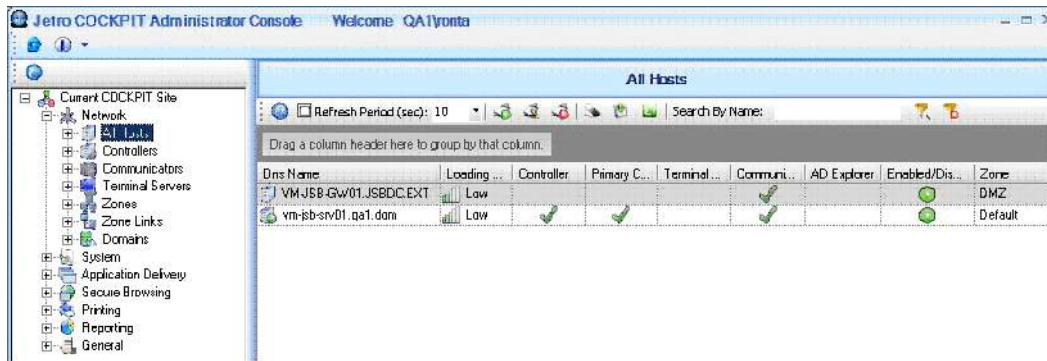 Jetro COCKPIT Administrator Console Welcome QA1\ronta
All Hosts
Current COCKPIT Site
Network
All Hosts
Controllers
Communicators
Terminal Servers
Zones
Zone Links
Domains
System
Application Delivery
Secure Browsing
Printing
Reporting
General
Refresh Period (sec): 10 Search By Name:
Drag a column header here to group by that column.
Dns Name Loading ... Controller Primary C... Terminal ... Communi... AD Explorer Enabled/Dis... Zone
VM-JSB-GW01.JSBDC.EXT Low DMZ
vm-jsb-srv01.qa1.dom Low Default